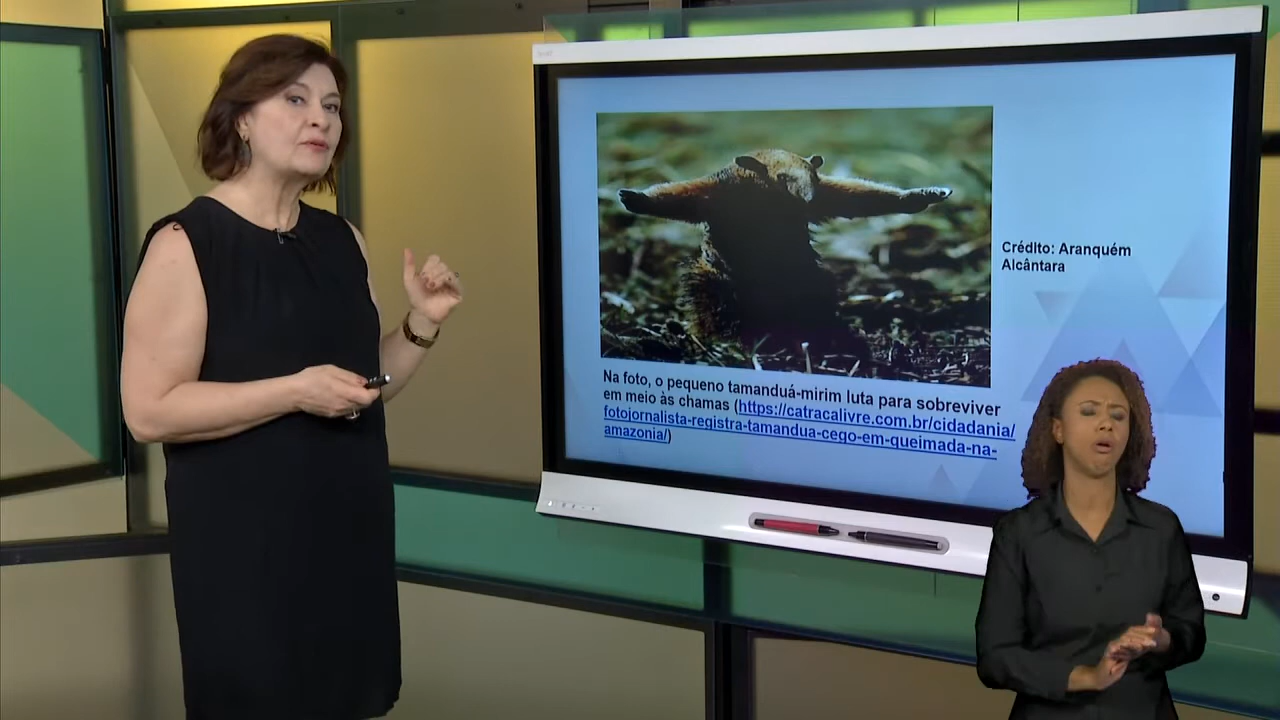 Crédito: Aranquém
Alcântara
Na foto, o pequeno tamanduá-mirim luta para sobreviver
em meio às chamas (https://catracalivre.com.br/cidadania/
fotojornalista-registra-tamandua-cego-em-queimada-na-
amazonia/)